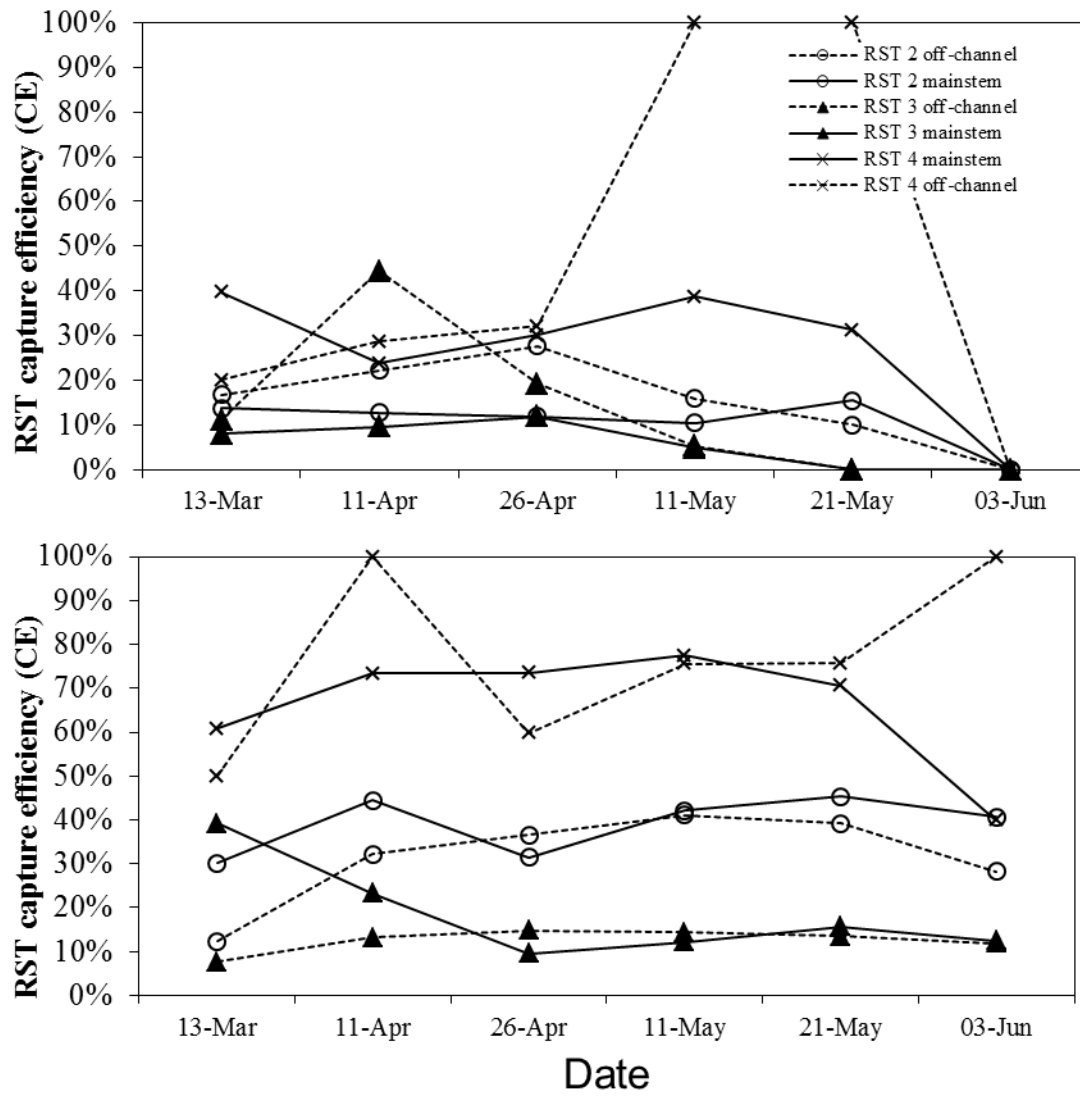 100%
90%
80%
70%
60%
50%
40%
30%
20%
10%
0%
RST capture efficiency (CE)
RST 2 off-channel
RST 2 mainstem
RST 3 off-channel
RST 3 mainstem
RST 4 mainstem
RST 4 off-channel
13-Mar 11-Apr 26-Apr 11-May 21-May 03-Jun
100%
90%
80%
70%
60%
50%
40%
30%
20%
10%
0%
RST capture efficiency (CE)
13-Mar 11-Apr 26-Apr 11-May 21-May 03-Jun
Date